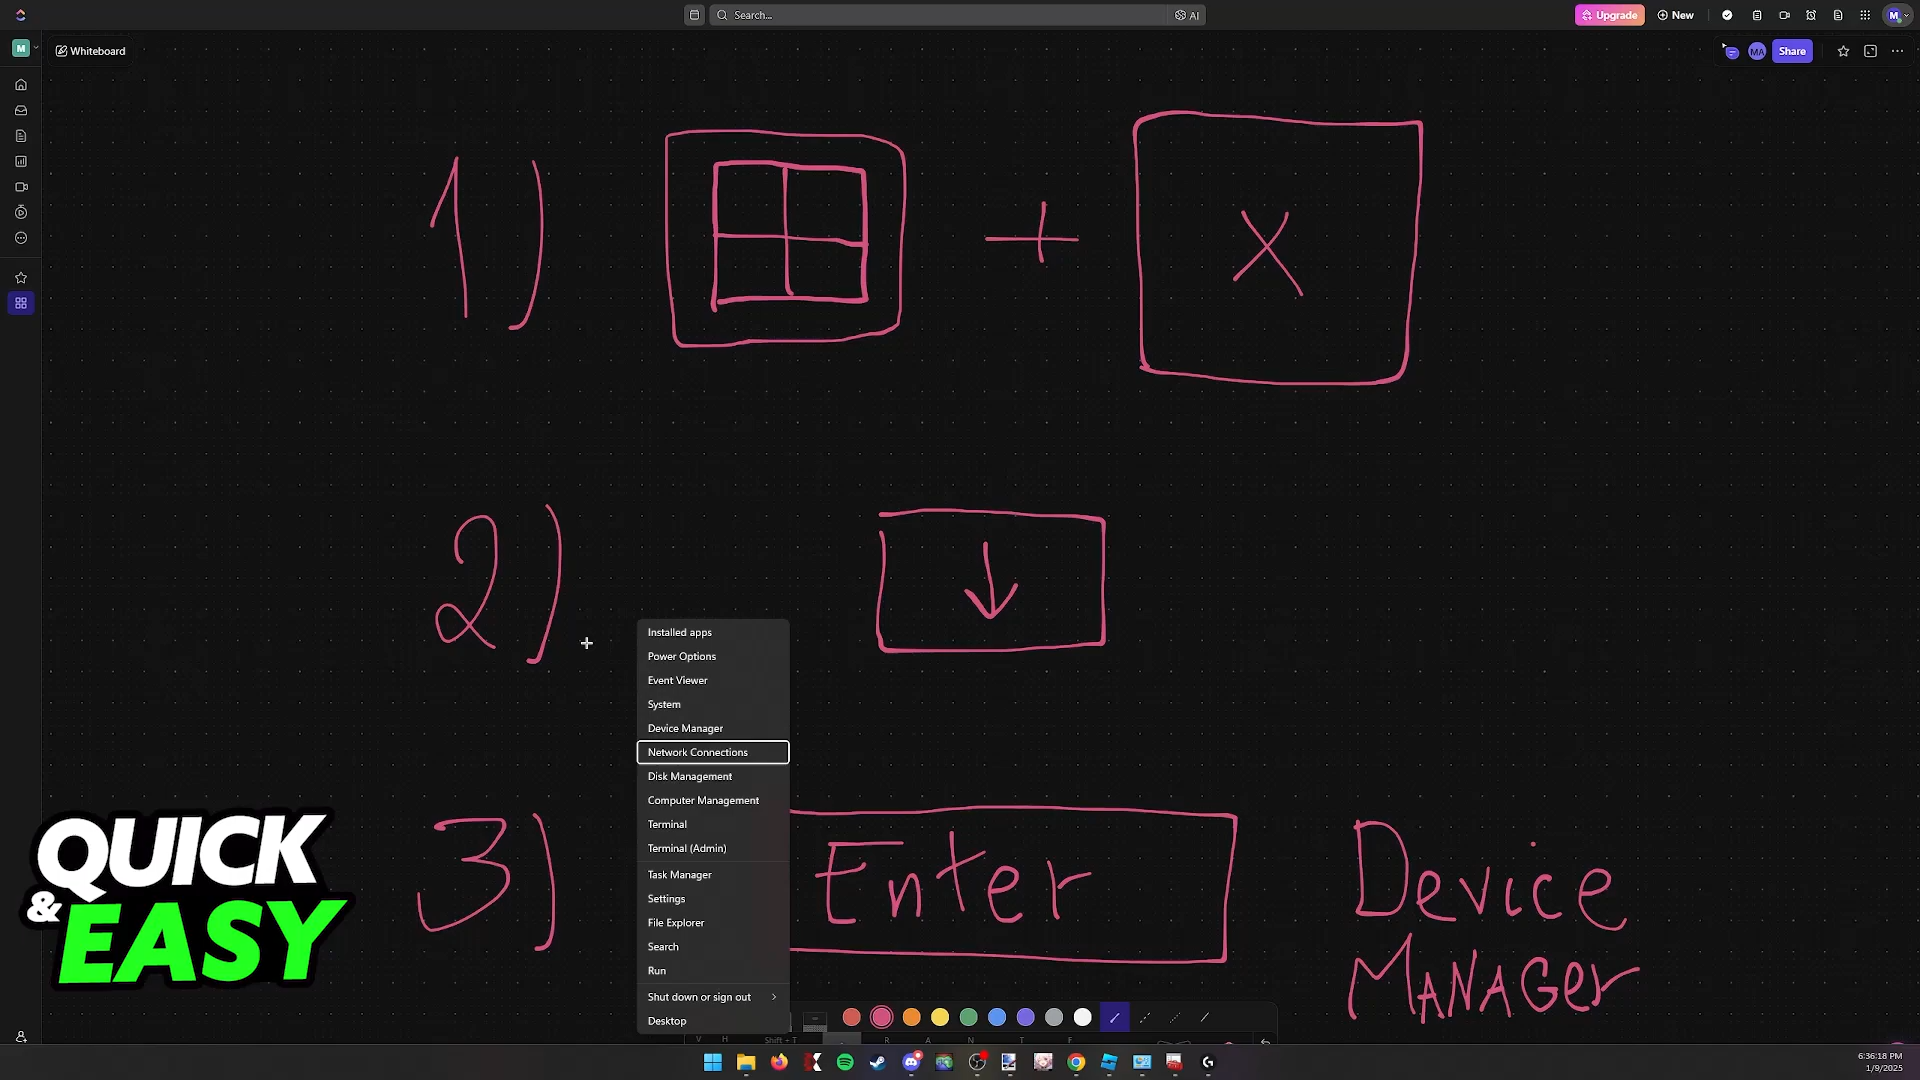 Search...
AI
Upgrade
New
M
M
Whiteboard
MA
Share
1)
+
X
2)
Installed apps
Power Options
Event Viewer
System
Device Manager
Network Connections
Disk Management
Computer Management
Terminal
Terminal (Admin)
Task Manager
Settings
File Explorer
Search
Run
Shut down or sign out
Desktop
3)
Enter
Device
Manager
QUICK
& EASY
V H Shift + T R A N T F
6:36:18 PM
1/9/2025